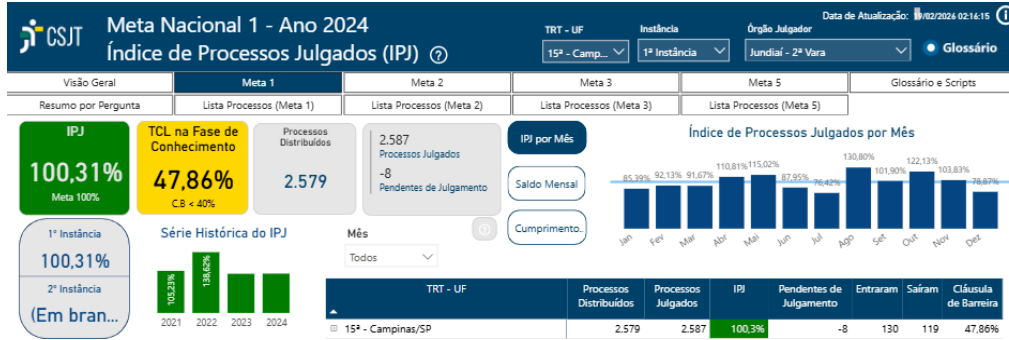 CSJT
Meta Nacional 1 - Ano 2024
Índice de Processos Julgados (IPJ)
Data de Atualização: 19/02/2026 02:16:15
TRT - UF
Instância
Órgão Julgador
15ª - Camp...
1ª Instância
Jundiaí - 2ª Vara
Glossário
Visão Geral
Meta 1
Meta 2
Meta 3
Meta 5
Glossário e Scripts
Resumo por Pergunta
Lista Processos (Meta 1)
Lista Processos (Meta 2)
Lista Processos (Meta 3)
Lista Processos (Meta 5)
IPJ
100,31%
Meta 100%
TCL na Fase de
Conhecimento
47,86%
C.B < 40%
Processos
Distribuídos
2.579
2.587
Processos Julgados
-8
Pendentes de Julgamento
IPJ por Mês
Saldo Mensal
Cumprimento..
Índice de Processos Julgados por Mês
85,39% 92,13% 91,67% 110,81% 115,02% 87,95% 76,42% 130,80% 101,90% 122,13% 103,83% 78,87%
Jan Fev Mar Abr Mai Jun Jul Ago Set Out Nov Dez
1ª Instância
100,31%
2ª Instância
(Em bran...
Série Histórica do IPJ
105,23% 138,62%
2021 2022 2023 2024
Mês
Todos
TRT - UF Processos Distribuídos Processos Julgados IPJ Pendentes de Julgamento Entraram Saíram Cláusula de Barreira
15ª - Campinas/SP 2.579 2.587 100,3% -8 130 119 47,86%